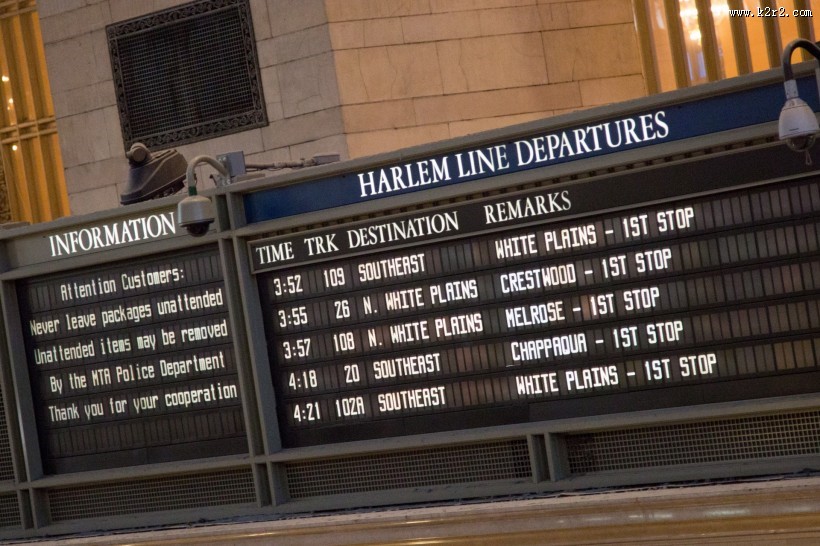 www.k2r2.com
HARLEM LINE DEPARTURES
INFORMATION
Attention Customers:
Never leave packages unattended
Unattended items may be removed
By the MTA Police Department
Thank you for your cooperation
TIME TRK DESTINATION REMARKS
3:52 109 SOUTHEAST WHITE PLAINS - 1ST STOP
3:55 26 N. WHITE PLAINS CRESTWOOD - 1ST STOP
3:57 108 N. WHITE PLAINS MELROSE - 1ST STOP
4:18 20 SOUTHEAST CHAPPAQUA - 1ST STOP
4:21 102A SOUTHEAST WHITE PLAINS - 1ST STOP